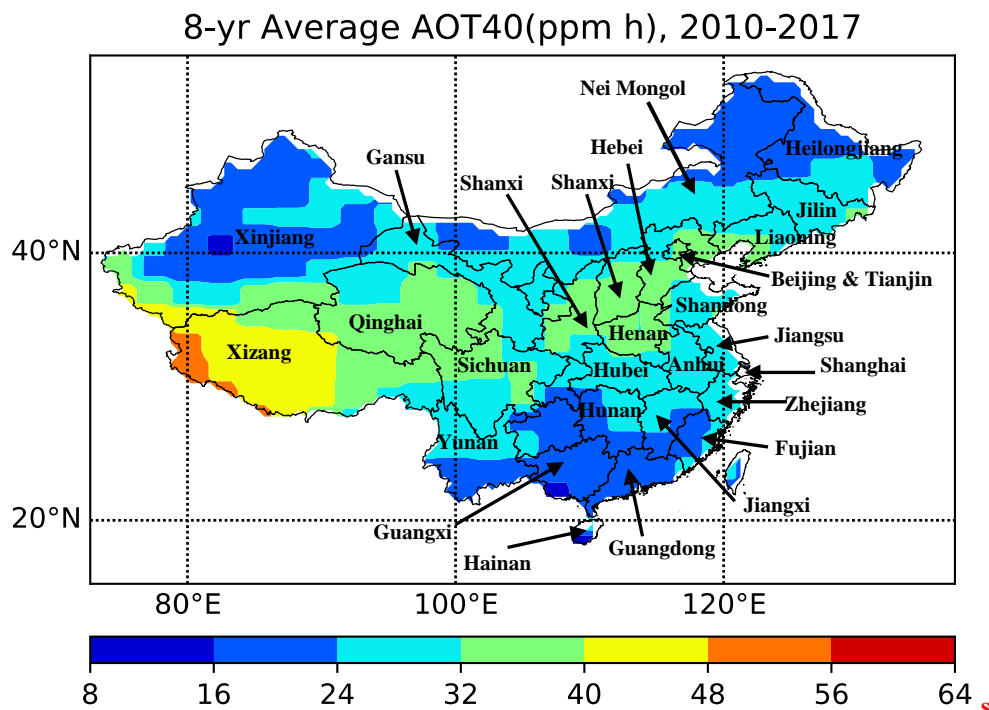 8-yr Average AOT40(ppm h), 2010-2017
Nei Mongol
Heilongjiang
Hebei
Gansu
Shanxi
Shanxi
Jilin
Xinjiang
Liaoning
40°N
Beijing & Tianjin
Shandong
Qinghai
Henan
Jiangsu
Xizang
Sichuan
Hubei
Anhui
Shanghai
Zhejiang
Hunan
Yunan
Fujian
Jiangxi
20°N
Guangxi
Guangdong
Hainan
80°E 100°E 120°E
8 16 24 32 40 48 56 64
s